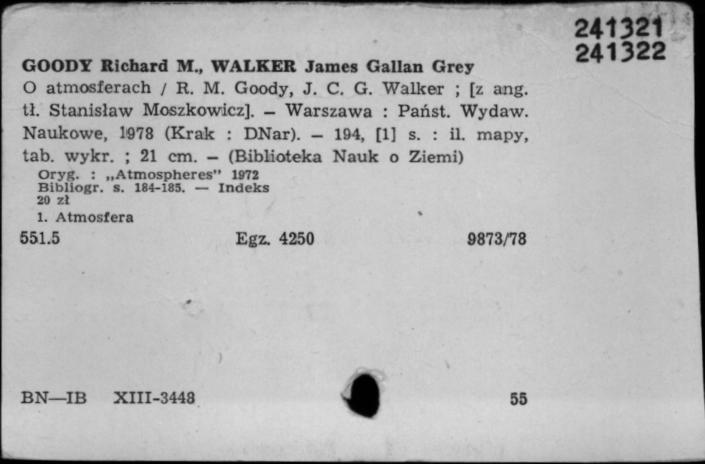 241321
241322
GOODY Richard M., WALKER James Gallan Grey
O atmosferach / R. M. Goody, J. C. G. Walker ; [z ang.
tł. Stanisław Moszkowicz]. – Warszawa : Państ. Wydaw.
Naukowe, 1978 (Krak : DNar). – 194, [1] s. : il. mapy,
tab. wykr. ; 21 cm. – (Biblioteka Nauk o Ziemi)
Oryg. : „Atmospheres” 1972
Bibliogr. s. 184-185. — Indeks
20 zł
1. Atmosfera
551.5 Egz. 4250 9873/78
BN—IB XIII-3448 55